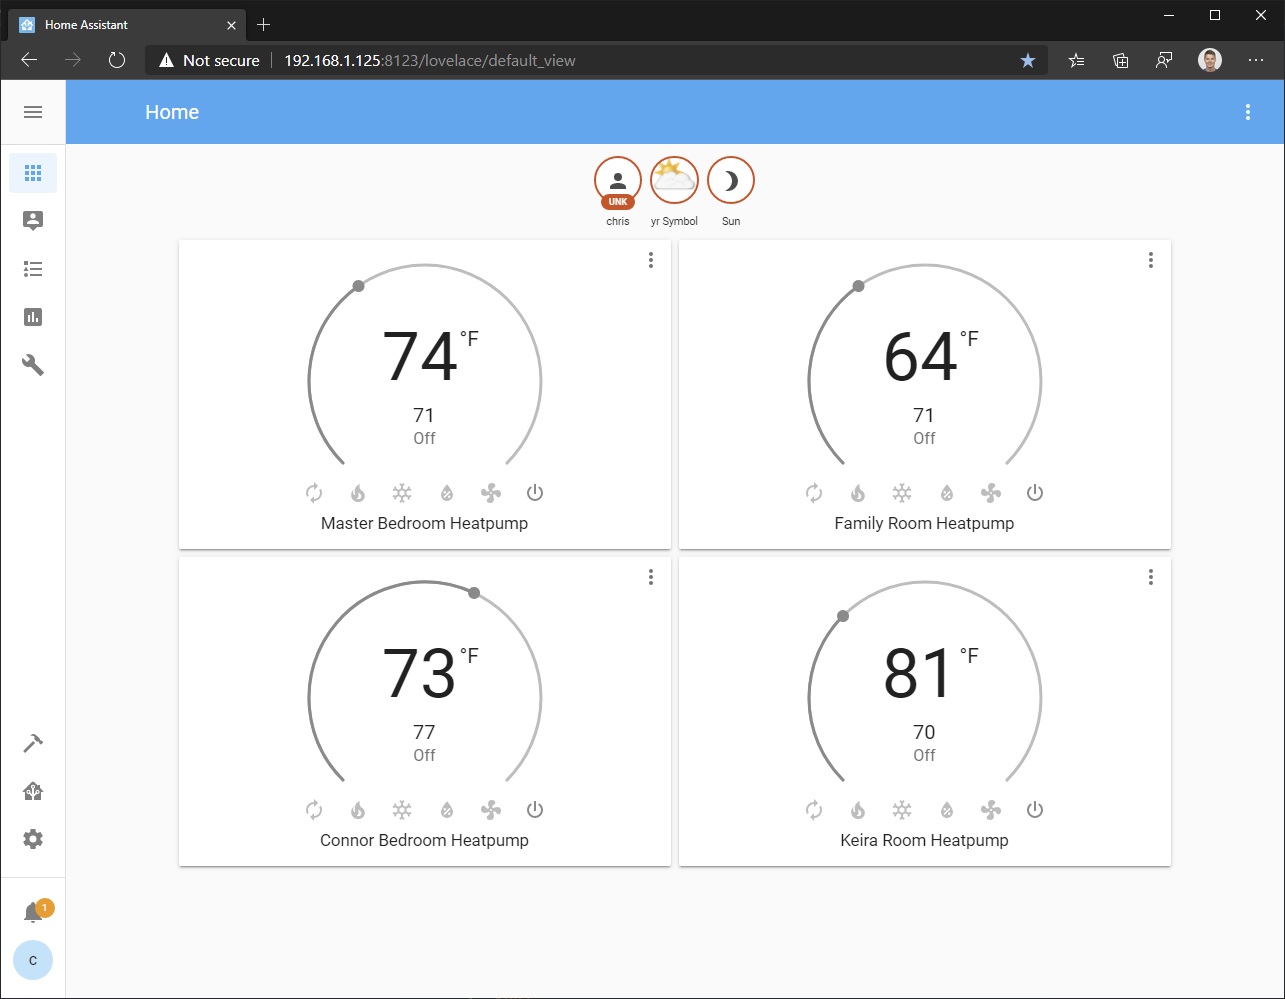 Home Assistant
Not secure
192.168.1.125:8123/lovelace/default_view
Home
UNK
chris
yr Symbol
Sun
74 °F
71
Off
Master Bedroom Heatpump
64 °F
71
Off
Family Room Heatpump
73 °F
77
Off
Connor Bedroom Heatpump
81 °F
70
Off
Keira Room Heatpump
1
c